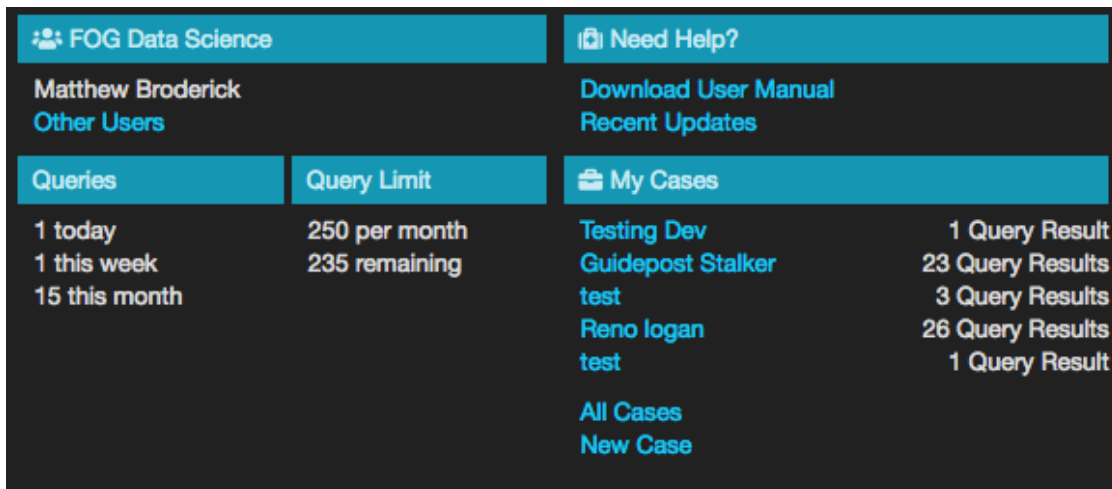 FOG Data Science
Matthew Broderick
Other Users
Need Help?
Download User Manual
Recent Updates
Queries
1 today
1 this week
15 this month
Query Limit
250 per month
235 remaining
My Cases
Testing Dev 1 Query Result
Guidepost Stalker 23 Query Results
test 3 Query Results
Reno logan 26 Query Results
test 1 Query Result
All Cases
New Case